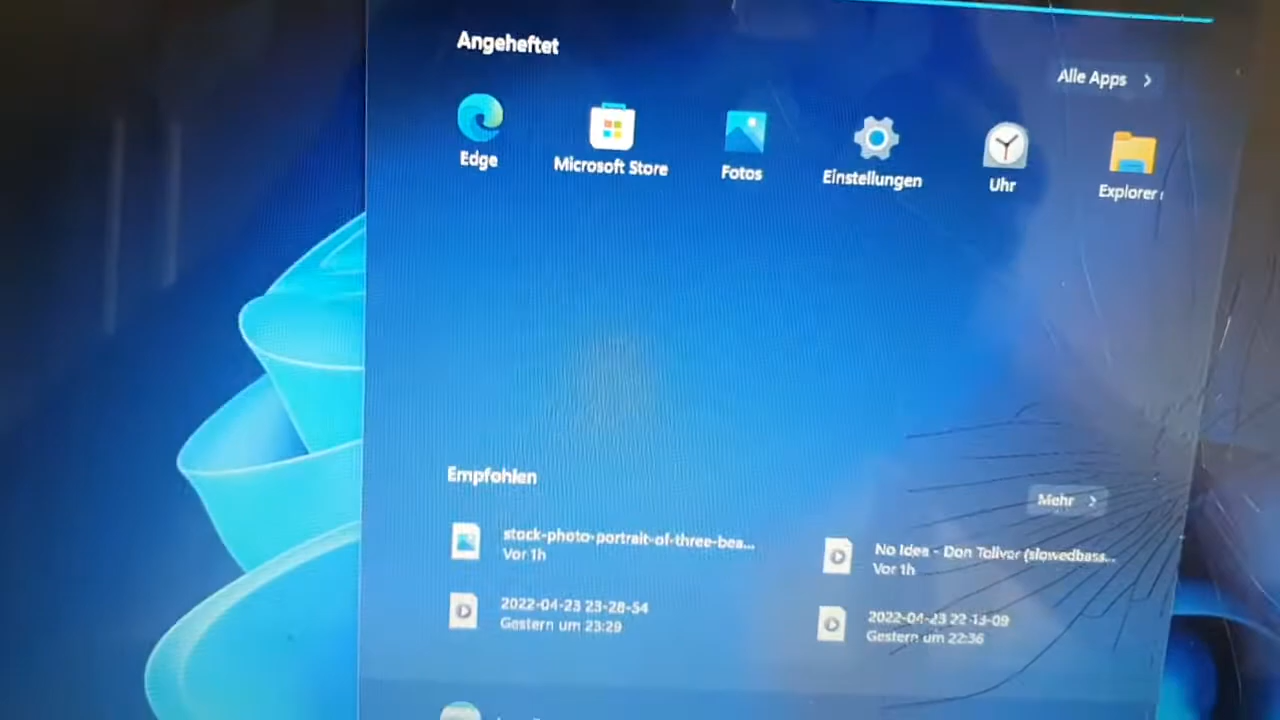 Angeheftet
Alle Apps
Edge
Microsoft Store
Fotos
Einstellungen
Uhr
Explorer
Empfohlen
Mehr
stock-photo-portrait-of-three-bea...
Vor 1h
No Idea - Don Toliver (slowedbass...
Vor 1h
2022-04-23 23-28-54
Gestern um 23:29
2022-04-23 22-13-09
Gestern um 22:36